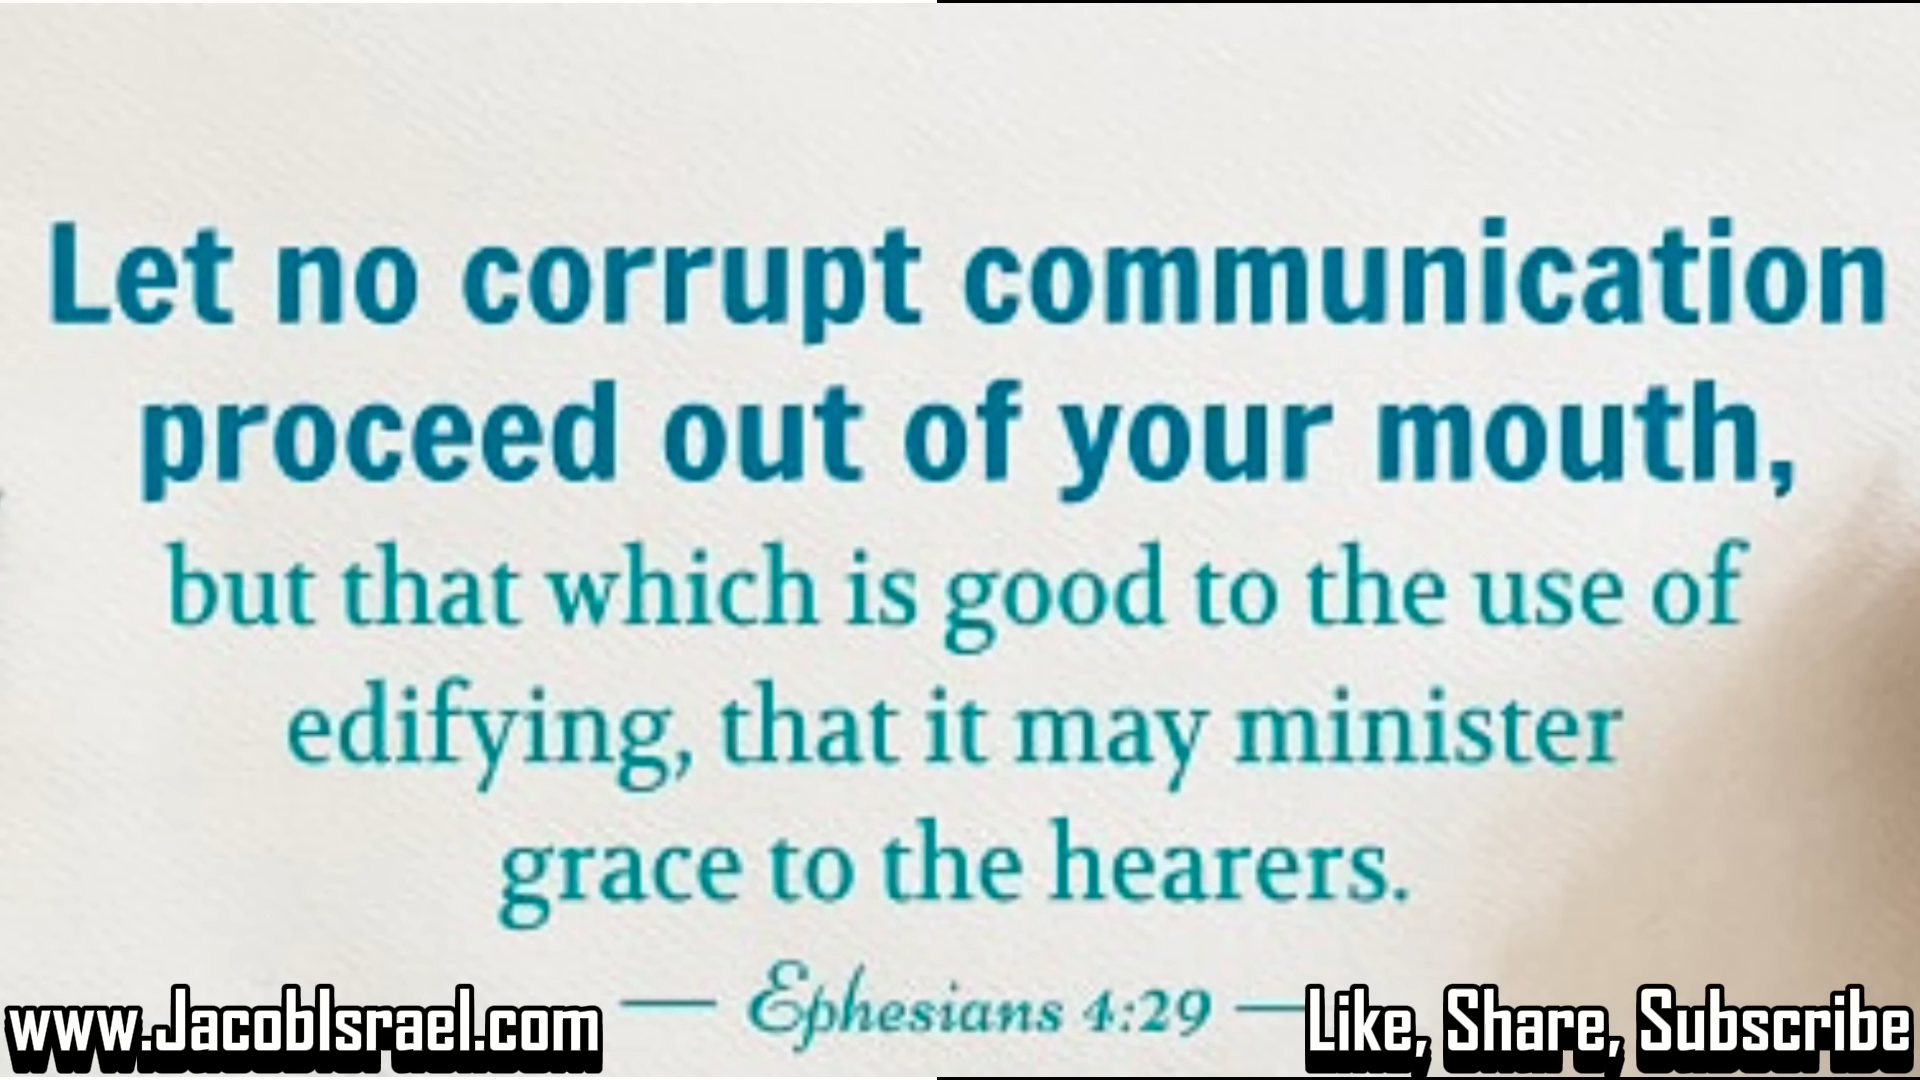 Let no corrupt communication
proceed out of your mouth,
but that which is good to the use of
edifying, that it may minister
grace to the hearers.
— Ephesians 4:29 —
www.JacobIsrael.com
Like, Share, Subscribe